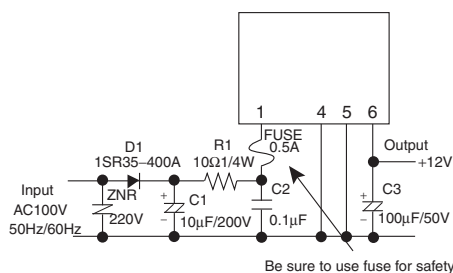 1 4 5 6
FUSE
0.5A
D1
1SR35–400A
R1
10Ω1/4W
Output
+12V
Input
AC100V
50Hz/60Hz
ZNR
220V
+
–
C1
10μF/200V
C2
0.1μF
+
–
C3
100μF/50V
Be sure to use fuse for safety